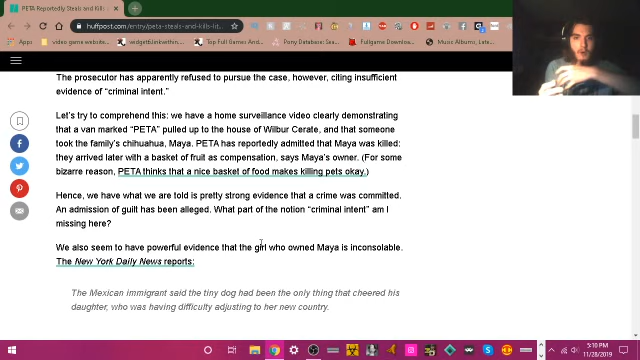 PETA Reportedly Steals and Kills
huffpost.com/entry/peta-steals-and-kills-lit
Apps
video game website
widgetlinkwithin...
Top Full Games And...
Pony Database - Se...
Fullgame Downloads
Music Albums, Late...
The prosecutor has apparently refused to pursue the case, however, citing insufficient
evidence of “criminal intent.”
Let’s try to comprehend this: we have a home surveillance video clearly demonstrating
that a van marked “PETA” pulled up to the house of Wilbur Cerate, and that someone
took the family’s chihuahua, Maya. PETA has reportedly admitted that Maya was killed:
they arrived later with a basket of fruit as compensation, says Maya’s owner. (For some
bizarre reason, PETA thinks that a nice basket of food makes killing pets okay.)
Hence, we have what we are told is pretty strong evidence that a crime was committed.
An admission of guilt has been alleged. What part of the notion “criminal intent” am I
missing here?
We also seem to have powerful evidence that the girl who owned Maya is inconsolable.
The New York Daily News reports:
The Mexican immigrant said the tiny dog had been the only thing that cheered his
daughter, who was having difficulty adjusting to her new country.
5:10 PM
11/28/2019